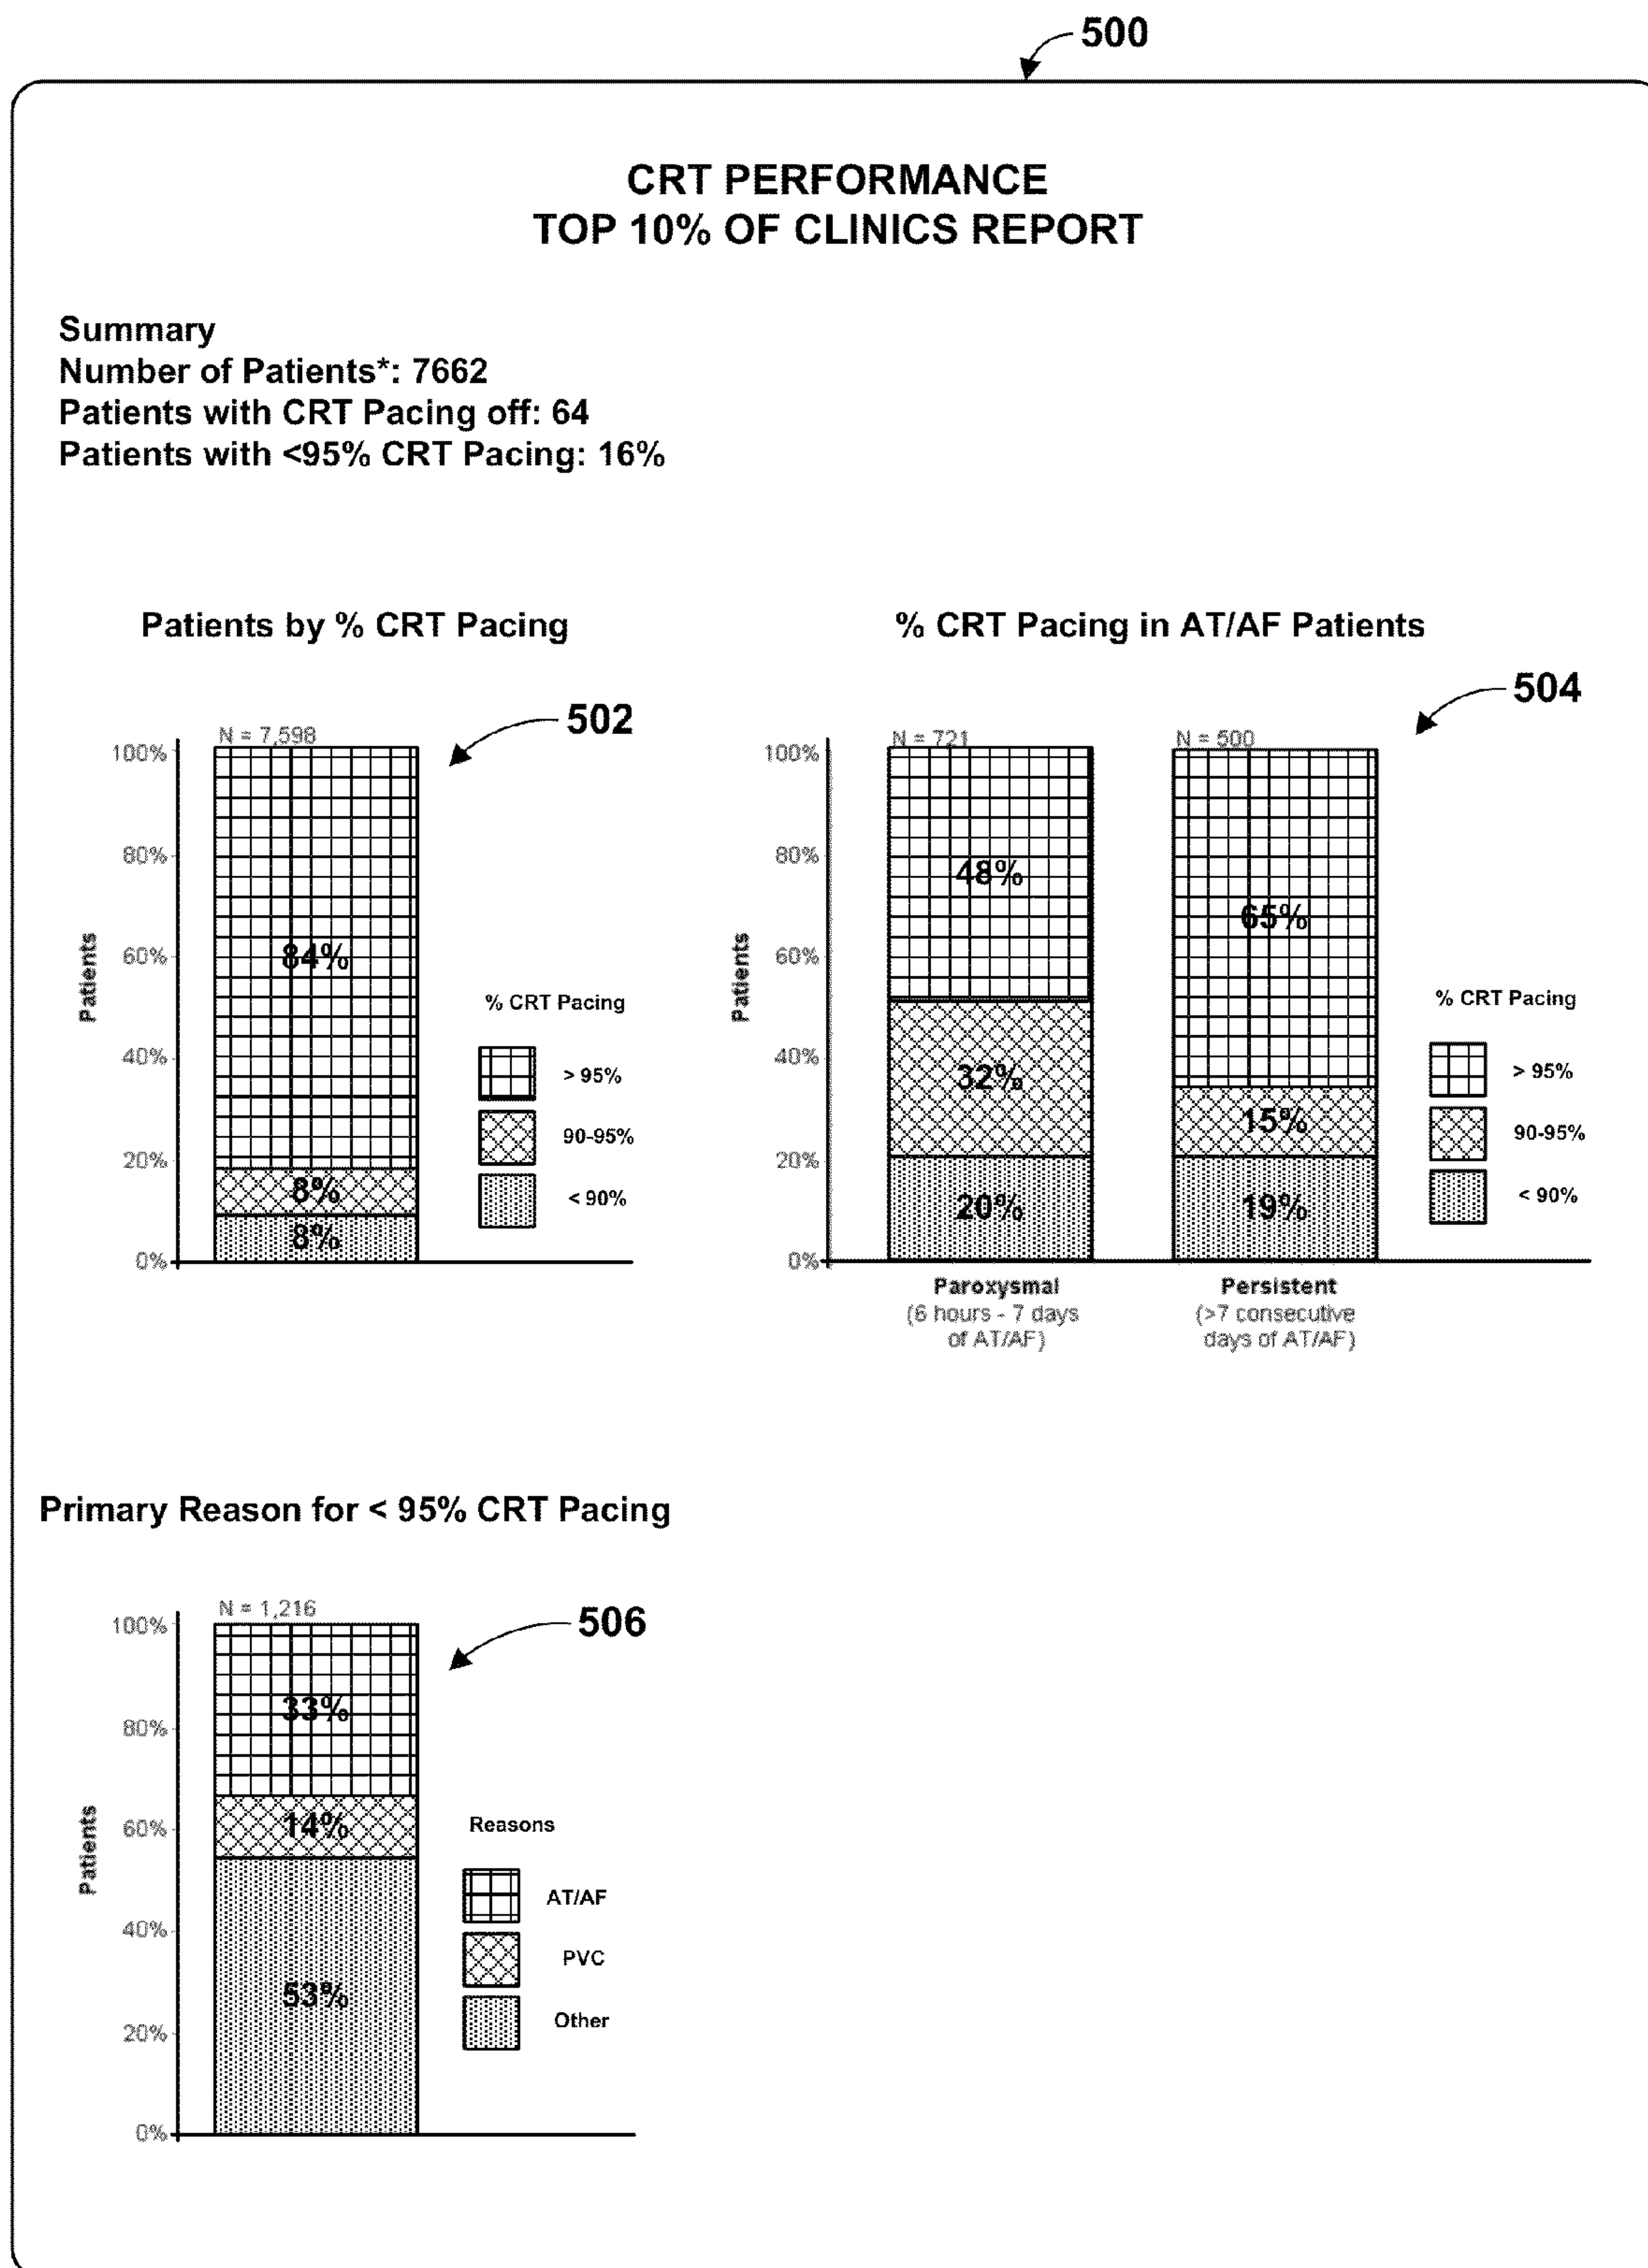 500
CRT PERFORMANCE
TOP 10% OF CLINICS REPORT
Summary
Number of Patients*: 7662
Patients with CRT Pacing off: 64
Patients with <95% CRT Pacing: 16%
Patients by % CRT Pacing
502
N = 7,598
100%
80%
60%
40%
20%
0%
Patients
84%
8%
8%
% CRT Pacing
> 95%
90-95%
< 90%
% CRT Pacing in AT/AF Patients
504
N = 721
N = 500
100%
80%
60%
40%
20%
0%
Patients
48%
32%
20%
65%
15%
19%
% CRT Pacing
> 95%
90-95%
< 90%
Paroxysmal
(6 hours - 7 days
of AT/AF)
Persistent
(>7 consecutive
days of AT/AF)
Primary Reason for < 95% CRT Pacing
506
N = 1,216
100%
80%
60%
40%
20%
0%
Patients
33%
14%
53%
Reasons
AT/AF
PVC
Other